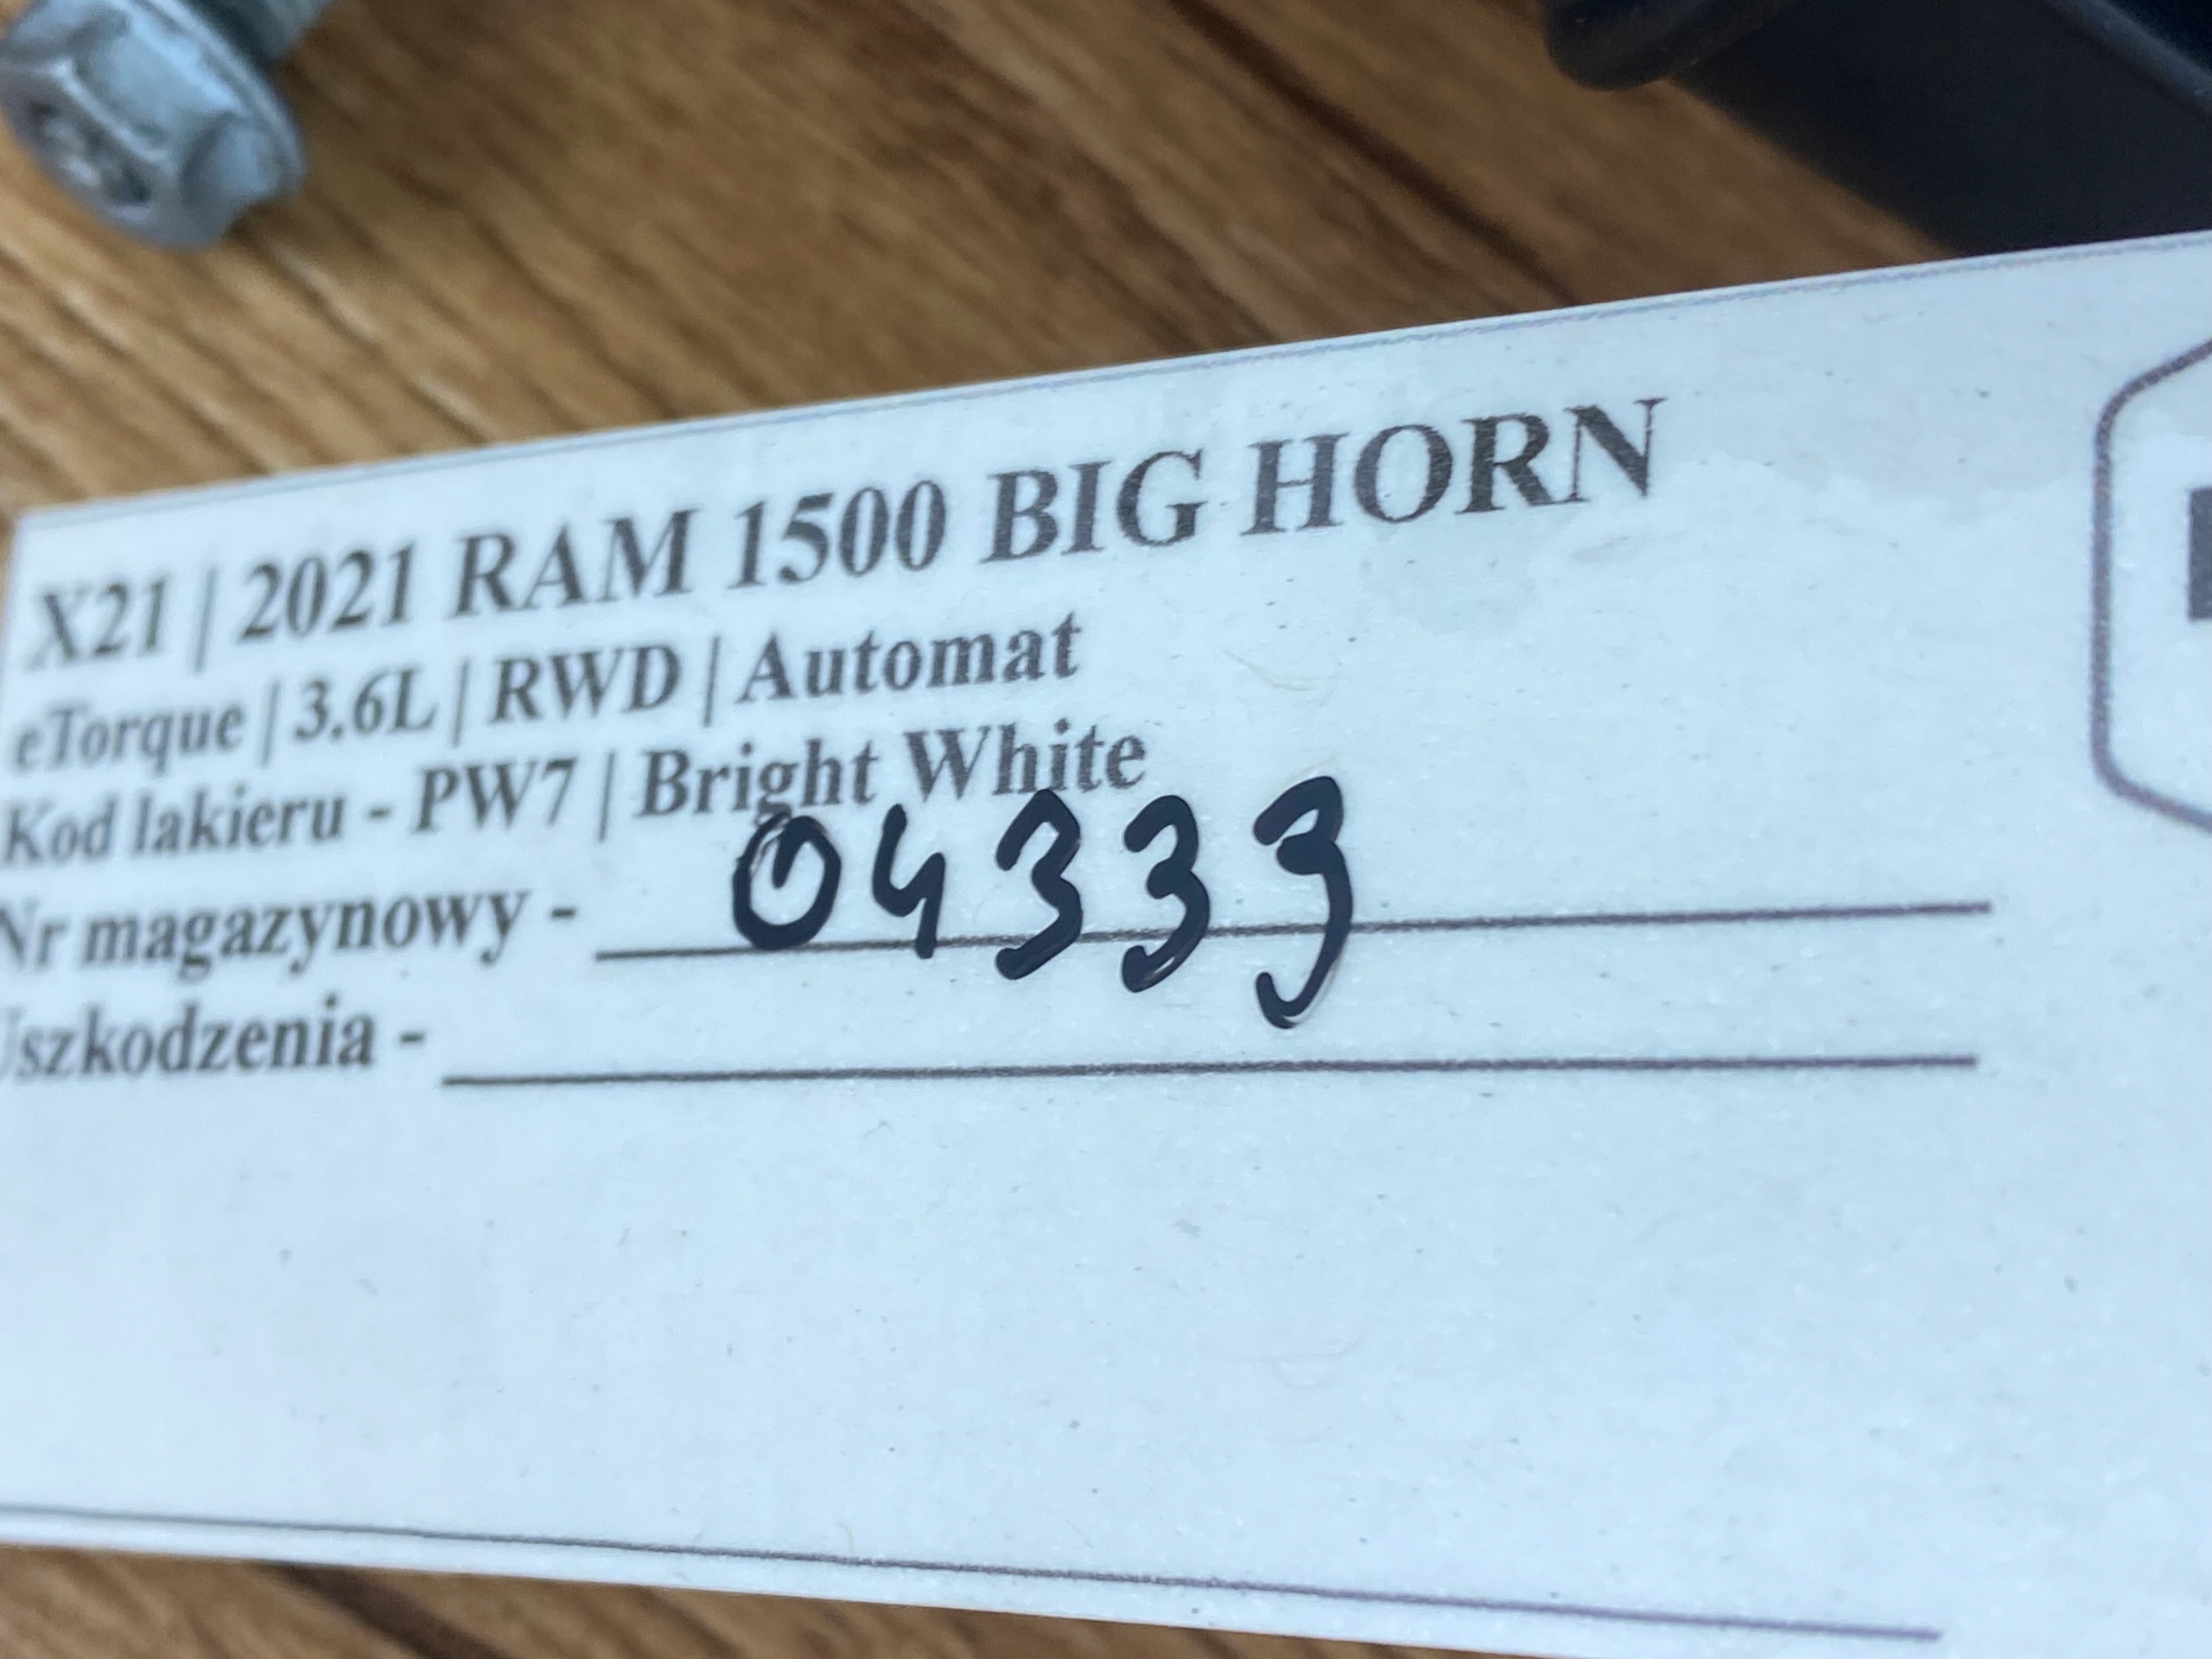 X21 | 2021 RAM 1500 BIG HORN
eTorque | 3.6L | RWD | Automat
Kod lakieru - PW7 | Bright White
Nr magazynowy - 04333
Uszkodzenia -